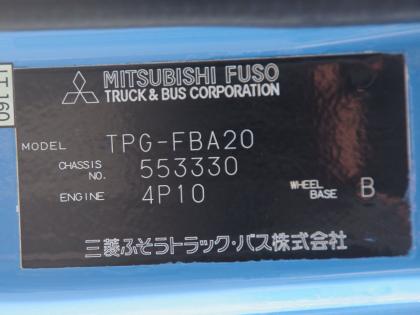 MITSUBISHI FUSO
TRUCK & BUS CORPORATION
MODEL TPG-FBA20
CHASSIS NO. 553330
ENGINE 4P10 WHEEL BASE B
三菱ふそうトラック・バス株式会社